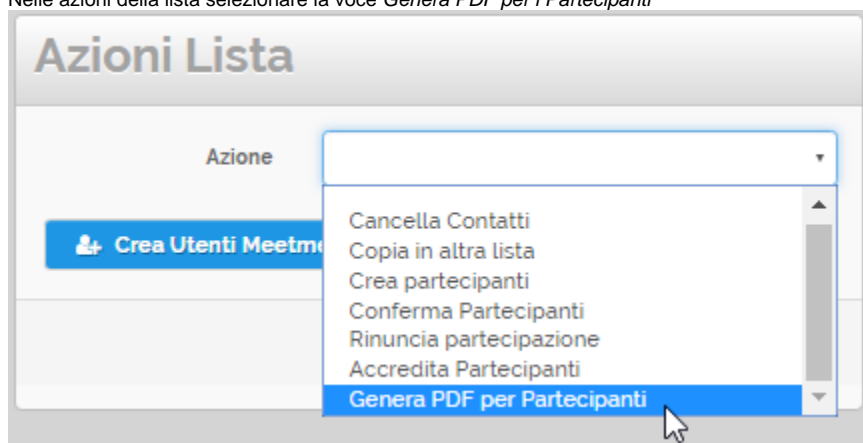 Nelle azioni della lista selezionare la voce Genera PDF per i Partecipanti
Azioni Lista
Azione
Cancella Contatti
Copia in altra lista
Crea partecipanti
Conferma Partecipanti
Rinuncia partecipazione
Accredita Partecipanti
Genera PDF per Partecipanti
Crea Utenti Meetme